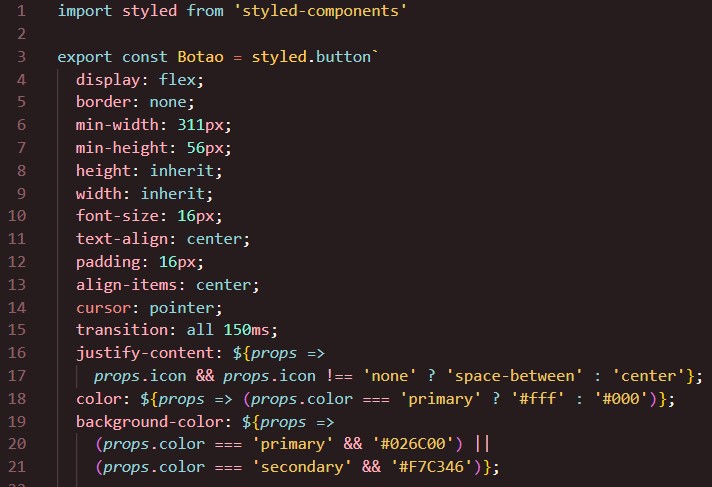 1 import styled from 'styled-components'
2
3 export const Botao = styled.button`
4 display: flex;
5 border: none;
6 min-width: 311px;
7 min-height: 56px;
8 height: inherit;
9 width: inherit;
10 font-size: 16px;
11 text-align: center;
12 padding: 16px;
13 align-items: center;
14 cursor: pointer;
15 transition: all 150ms;
16 justify-content: ${props =>
17 props.icon && props.icon !== 'none' ? 'space-between' : 'center'};
18 color: ${props => (props.color === 'primary' ? '#fff' : '#000')};
19 background-color: ${props =>
20 (props.color === 'primary' && '#026C00') ||
21 (props.color === 'secondary' && '#F7C346')};